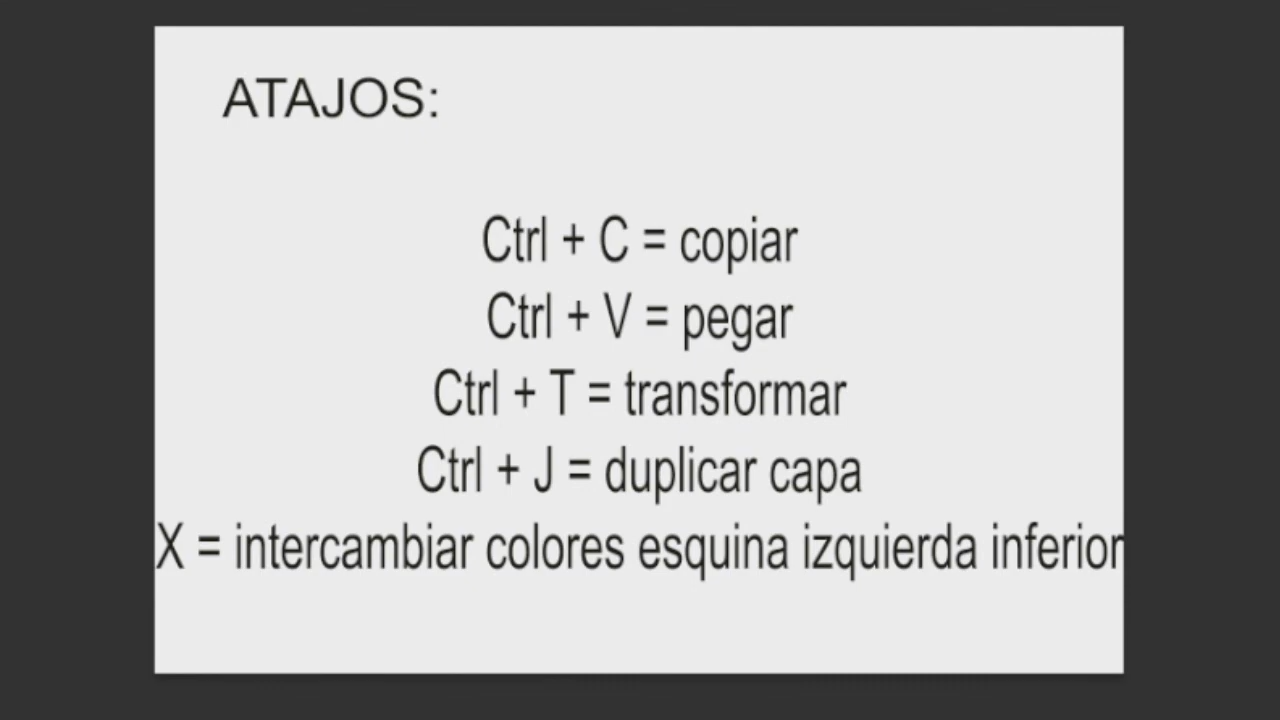 ATAJOS:
Ctrl + C = copiar
Ctrl + V = pegar
Ctrl + T = transformar
Ctrl + J = duplicar capa
X = intercambiar colores esquina izquierda inferior